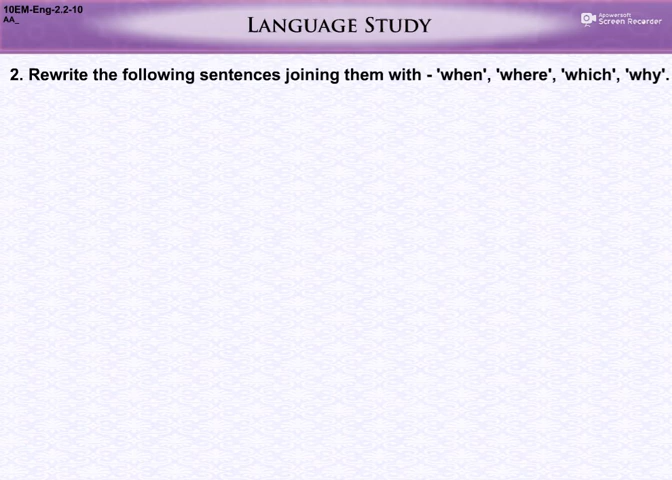 10EM-Eng-2.2-10
AA_
LANGUAGE STUDY
Apowersoft
Screen Recorder
2. Rewrite the following sentences joining them with - 'when', 'where', 'which', 'why'.